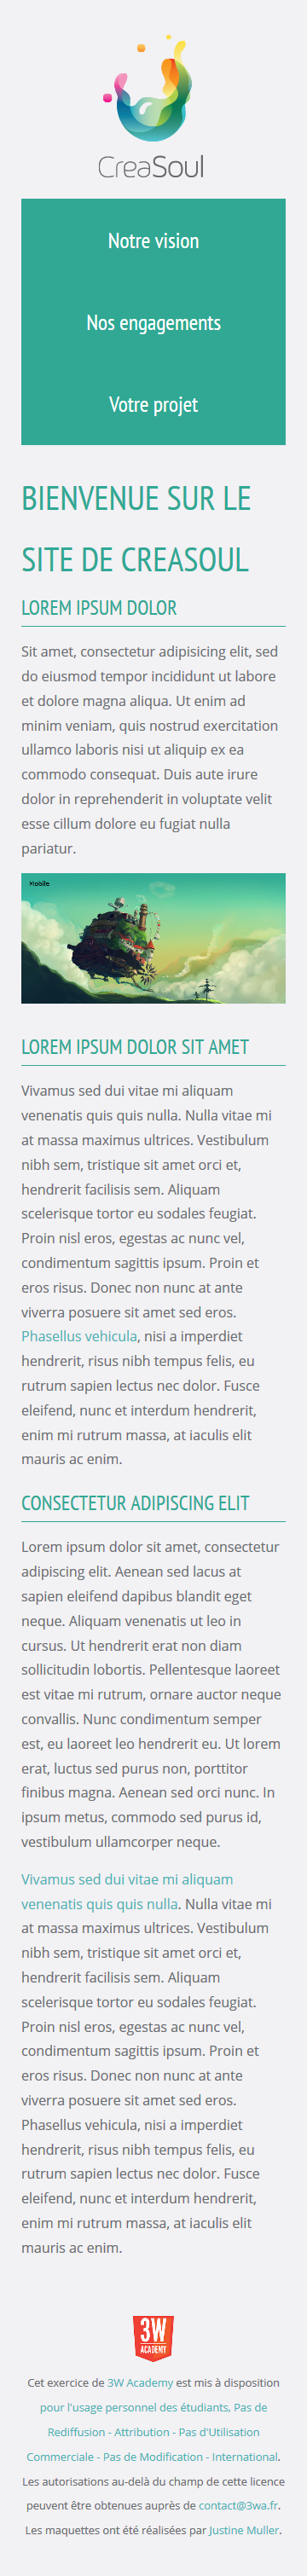 CreaSoul
Notre vision
Nos engagements
Votre projet
BIENVENUE SUR LE
SITE DE CREASOUL
LOREM IPSUM DOLOR
Sit amet, consectetur adipisicing elit, sed
do eiusmod tempor incididunt ut labore
et dolore magna aliqua. Ut enim ad
minim veniam, quis nostrud exercitation
ullamco laboris nisi ut aliquip ex ea
commodo consequat. Duis aute irure
dolor in reprehenderit in voluptate velit
esse cillum dolore eu fugiat nulla
pariatur.
Mobile
LOREM IPSUM DOLOR SIT AMET
Vivamus sed dui vitae mi aliquam
venenatis quis quis nulla. Nulla vitae mi
at massa maximus ultrices. Vestibulum
nibh sem, tristique sit amet orci et,
hendrerit facilisis sem. Aliquam
scelerisque tortor eu sodales feugiat.
Proin nisl eros, egestas ac nunc vel,
condimentum sagittis ipsum. Proin et
eros risus. Donec non nunc at ante
viverra posuere sit amet sed eros.
Phasellus vehicula, nisi a imperdiet
hendrerit, risus nibh tempus felis, eu
rutrum sapien lectus nec dolor. Fusce
eleifend, nunc et interdum hendrerit,
enim mi rutrum massa, at iaculis elit
mauris ac enim.
CONSECTETUR ADIPISCING ELIT
Lorem ipsum dolor sit amet, consectetur
adipiscing elit. Aenean sed lacus at
sapien eleifend dapibus blandit eget
neque. Aliquam venenatis ut leo in
cursus. Ut hendrerit erat non diam
sollicitudin lobortis. Pellentesque laoreet
est vitae mi rutrum, ornare auctor neque
convallis. Nunc condimentum semper
est, eu laoreet leo hendrerit eu. Ut lorem
erat, luctus sed purus non, porttitor
finibus magna. Aenean sed orci nunc. In
ipsum metus, commodo sed purus id,
vestibulum ullamcorper neque.
Vivamus sed dui vitae mi aliquam
venenatis quis quis nulla. Nulla vitae mi
at massa maximus ultrices. Vestibulum
nibh sem, tristique sit amet orci et,
hendrerit facilisis sem. Aliquam
scelerisque tortor eu sodales feugiat.
Proin nisl eros, egestas ac nunc vel,
condimentum sagittis ipsum. Proin et
eros risus. Donec non nunc at ante
viverra posuere sit amet sed eros.
Phasellus vehicula, nisi a imperdiet
hendrerit, risus nibh tempus felis, eu
rutrum sapien lectus nec dolor. Fusce
eleifend, nunc et interdum hendrerit,
enim mi rutrum massa, at iaculis elit
mauris ac enim.
3W
ACADEMY
Cet exercice de 3W Academy est mis à disposition
pour l'usage personnel des étudiants, Pas de
Rediffusion - Attribution - Pas d'Utilisation
Commerciale - Pas de Modification - International.
Les autorisations au-delà du champ de cette licence
peuvent être obtenues auprès de contact@3wa.fr.
Les maquettes ont été réalisées par Justine Muller.